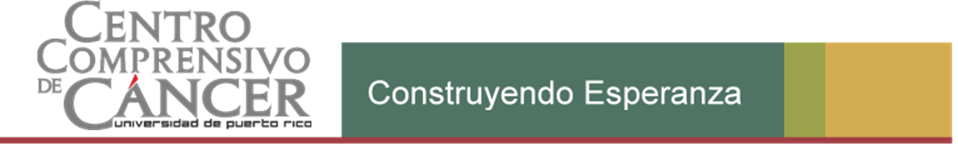 CENTRO
COMPRENSIVO
DE CÁNCER
universidad de puerto rico
Construyendo Esperanza